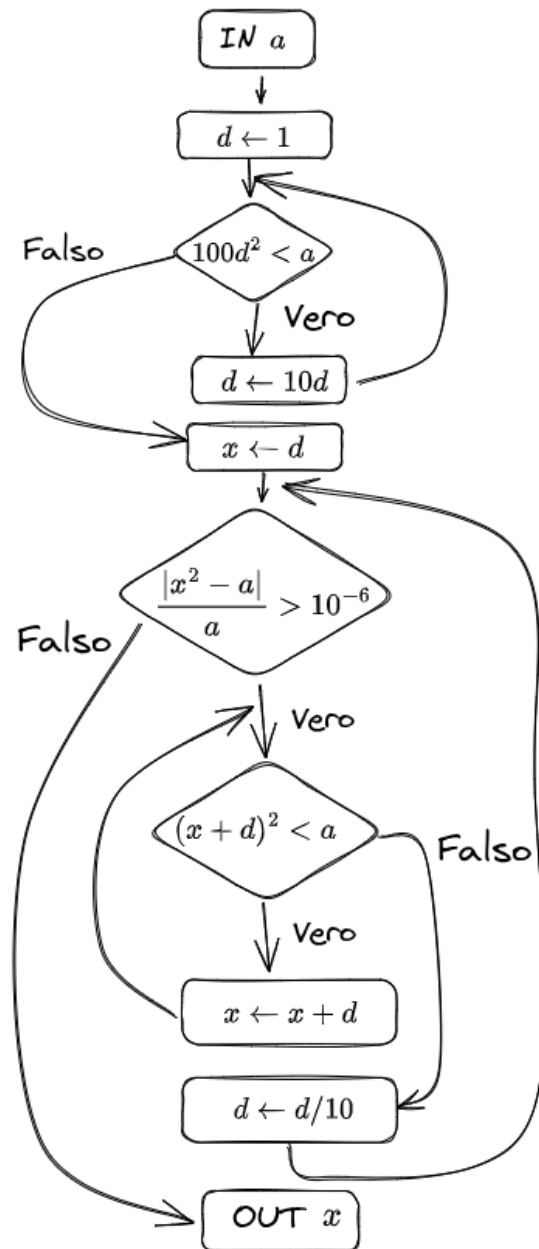 IN a
d ← 1
100d² < a
Falso
Vero
d ← 10d
x ← d
|x² − a|
a
> 10⁻⁶
Falso
Vero
(x + d)² < a
Falso
Vero
x ← x + d
d ← d/10
OUT x